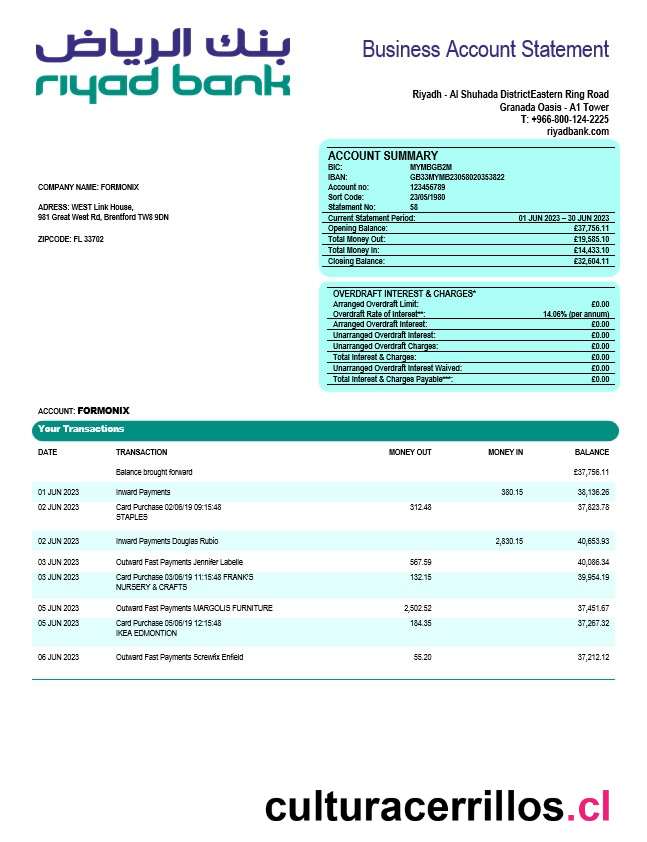 بنك الرياض
riyad bank
Business Account Statement
Riyadh - Al Shuhada DistrictEastern Ring Road
Granada Oasis - A1 Tower
T: +966-800-124-2225
riyadbank.com
COMPANY NAME: FORMONIX
ADRESS: WEST Link House,
981 Great West Rd, Brentford TW8 9DN
ZIPCODE: FL 33702
ACCOUNT SUMMARY
BIC: MYMBGB2M
IBAN: GB33MYMB23058020353822
Account no: 123456789
Sort Code: 23/05/1980
Statement No: 58
Current Statement Period: 01 JUN 2023 – 30 JUN 2023
Opening Balance: £37,756.11
Total Money Out: £19,585.10
Total Money In: £14,433.10
Closing Balance: £32,604.11
OVERDRAFT INTEREST & CHARGES*
Arranged Overdraft Limit: £0.00
Overdraft Rate of Interest**: 14.06% (per annum)
Arranged Overdraft Interest: £0.00
Unarranged Overdraft Interest: £0.00
Unarranged Overdraft Charges: £0.00
Total Interest & Charges: £0.00
Unarranged Overdraft Interest Waived: £0.00
Total Interest & Charges Payable***: £0.00
ACCOUNT: FORMONIX
Your Transactions
DATE TRANSACTION MONEY OUT MONEY IN BALANCE
Balance brought forward £37,756.11
01 JUN 2023 Inward Payments 380.15 38,136.26
02 JUN 2023 Card Purchase 02/06/19 09:15:48 312.48 37,823.78
STAPLES
02 JUN 2023 Inward Payments Douglas Rubio 2,830.15 40,653.93
03 JUN 2023 Outward Fast Payments Jennifer Labelle 567.59 40,086.34
03 JUN 2023 Card Purchase 03/06/19 11:15:48 FRANK'S 132.15 39,954.19
NURSERY & CRAFTS
05 JUN 2023 Outward Fast Payments MARGOLIS FURNITURE 2,502.52 37,451.67
05 JUN 2023 Card Purchase 05/06/19 12:15:48 184.35 37,267.32
IKEA EDMONTION
06 JUN 2023 Outward Fast Payments Screwfix Enfield 55.20 37,212.12
culturacerrillos.cl